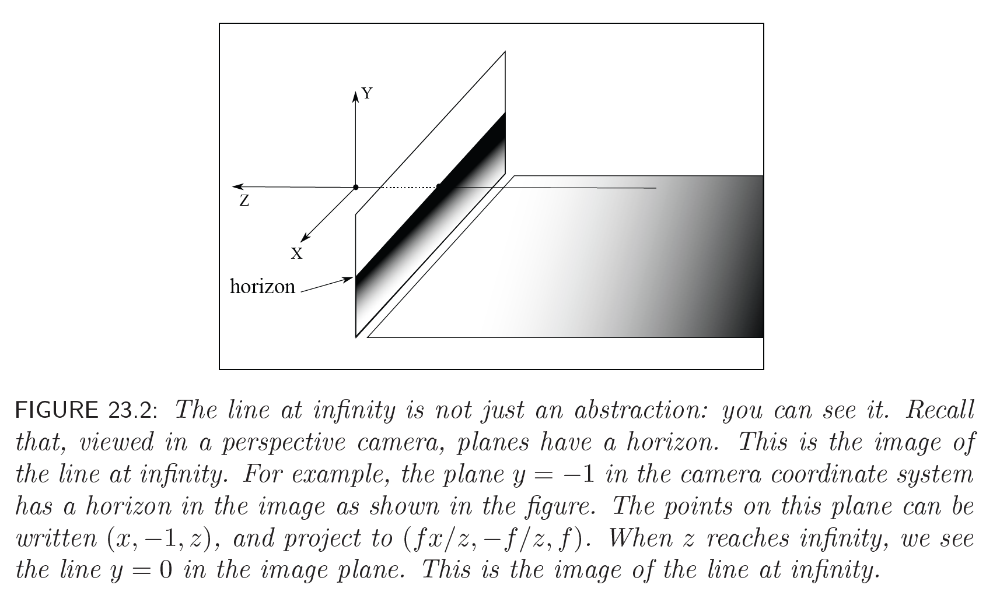 Y
Z
X
horizon
FIGURE 23.2: The line at infinity is not just an abstraction: you can see it. Recall
that, viewed in a perspective camera, planes have a horizon. This is the image of
the line at infinity. For example, the plane y = −1 in the camera coordinate system
has a horizon in the image as shown in the figure. The points on this plane can be
written (x, −1, z), and project to (fx/z, −f/z, f). When z reaches infinity, we see
the line y = 0 in the image plane. This is the image of the line at infinity.